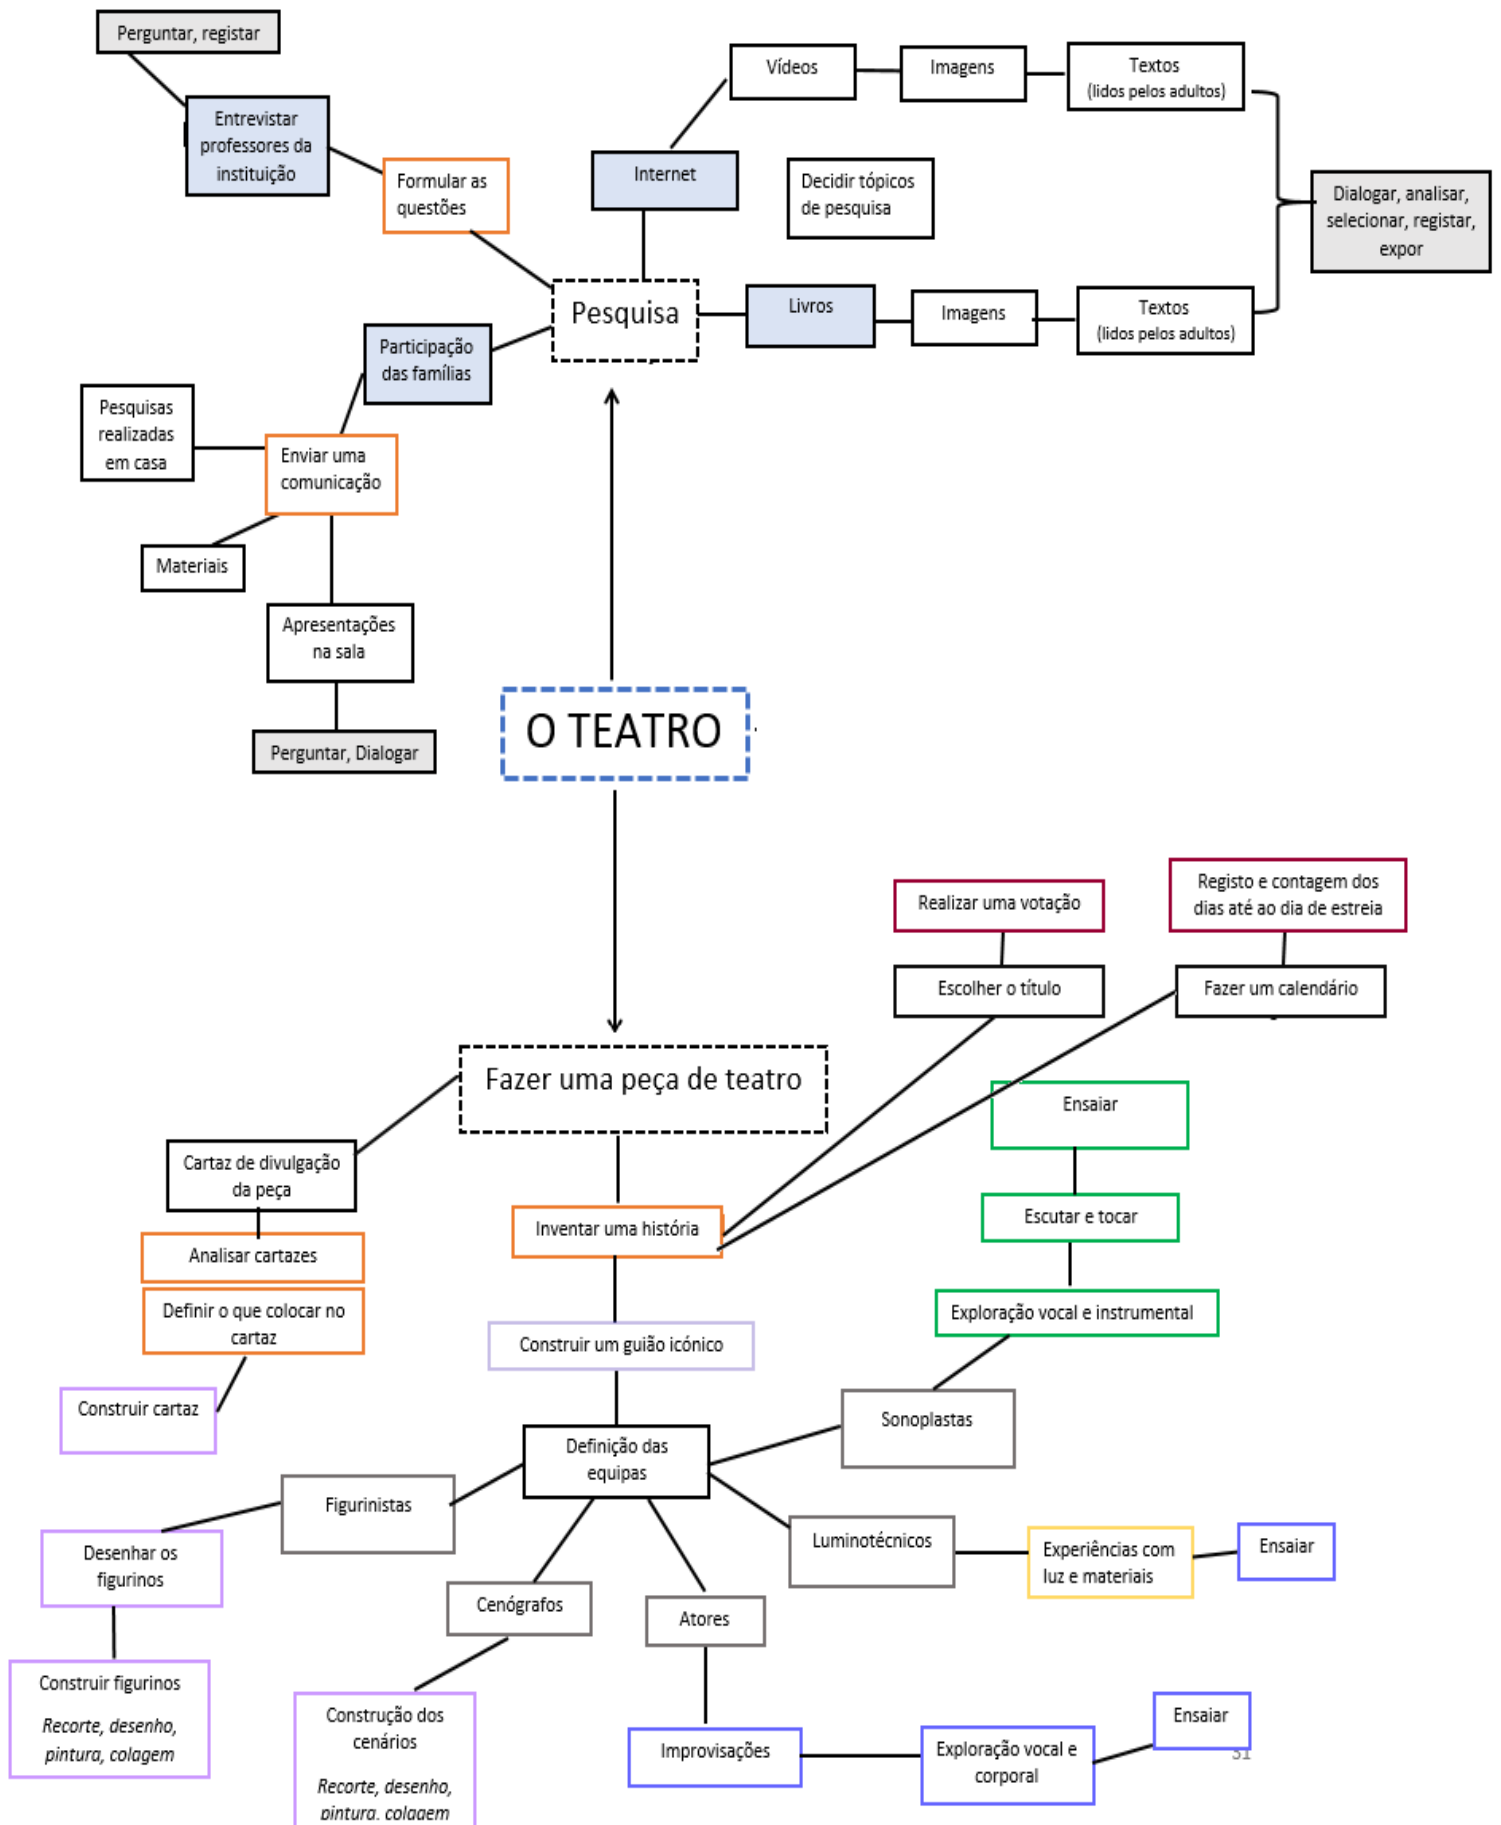 Perguntar, registar
Entrevistar
professores da
instituição
Formular as
questões
Vídeos
Imagens
Textos
(lidos pelos adultos)
Internet
Decidir tópicos
de pesquisa
Dialogar, analisar,
selecionar, registar,
expor
Pesquisa
Livros
Imagens
Textos
(lidos pelos adultos)
Participação
das famílias
Pesquisas
realizadas
em casa
Enviar uma
comunicação
Materiais
Apresentações
na sala
Perguntar, Dialogar
O TEATRO
Realizar uma votação
Registo e contagem dos
dias até ao dia de estreia
Escolher o título
Fazer um calendário
Fazer uma peça de teatro
Ensaiar
Cartaz de divulgação
da peça
Inventar uma história
Escutar e tocar
Analisar cartazes
Definir o que colocar no
cartaz
Exploração vocal e instrumental
Construir um guião icónico
Construir cartaz
Sonoplastas
Definição das
equipas
Figurinistas
Luminotécnicos
Experiências com
luz e materiais
Ensaiar
Desenhar os
figurinos
Cenógrafos
Atores
Construir figurinos
Recorte, desenho,
pintura, colagem
Construção dos
cenários
Recorte, desenho,
pintura, colagem
Improvisações
Exploração vocal e
corporal
Ensaiar
31